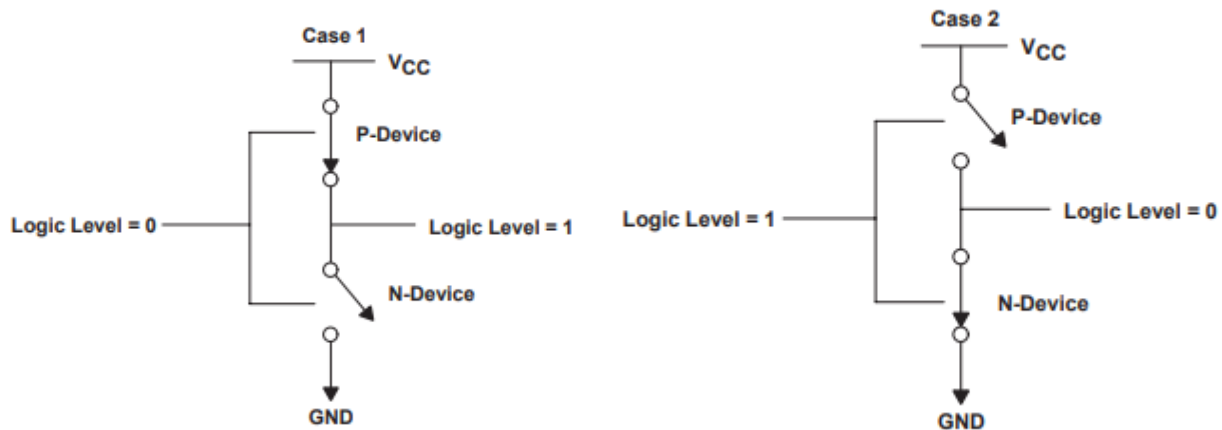 Case 1
VCC
P-Device
Logic Level = 0
Logic Level = 1
N-Device
GND
Case 2
VCC
P-Device
Logic Level = 1
Logic Level = 0
N-Device
GND